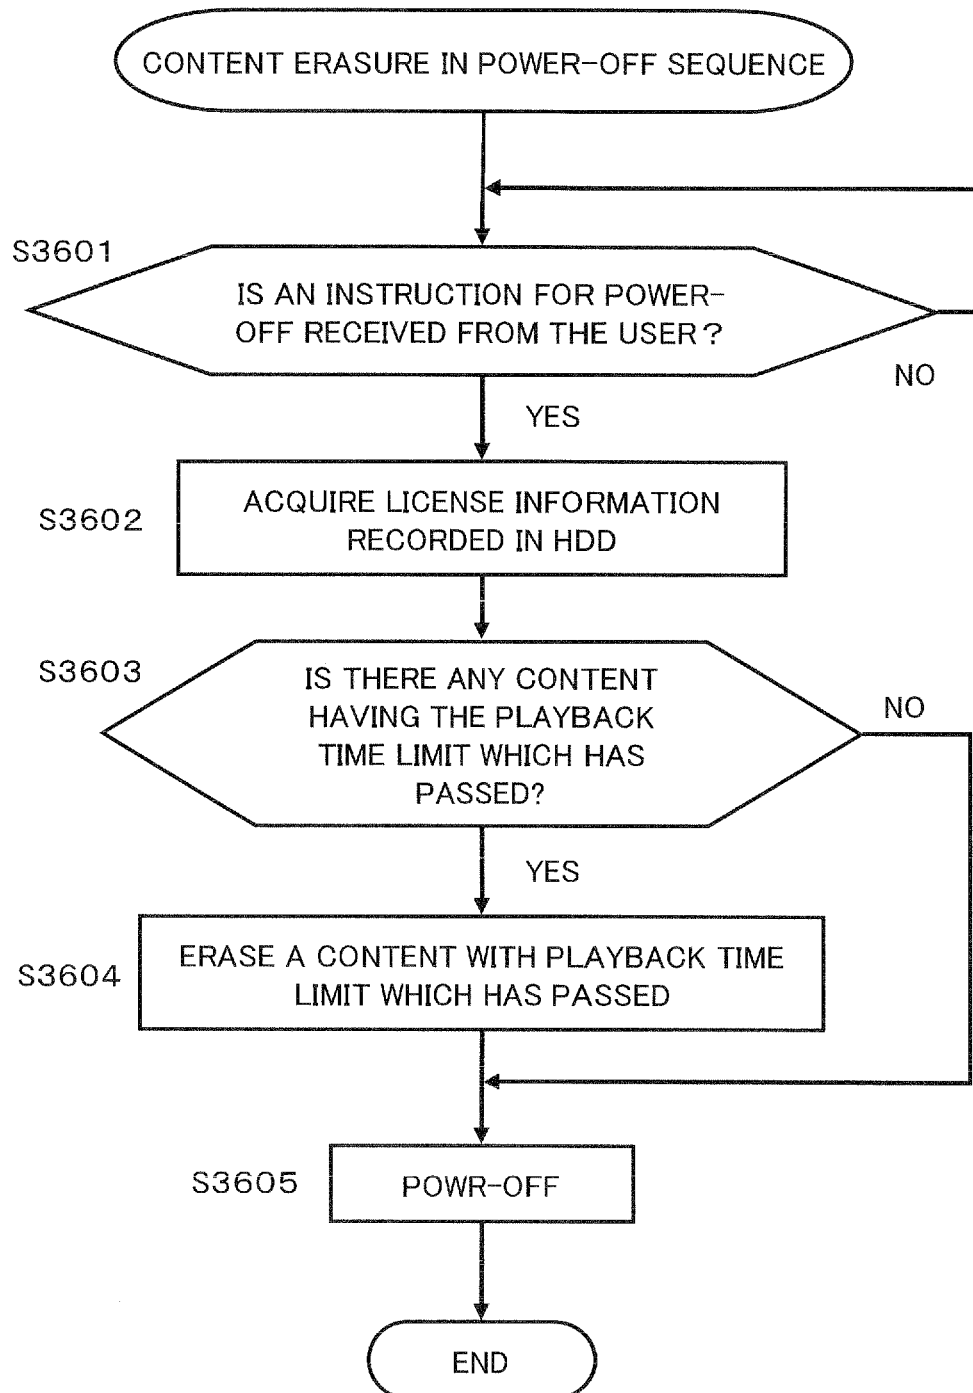 CONTENT ERASURE IN POWER-OFF SEQUENCE
S3601
IS AN INSTRUCTION FOR POWER-
OFF RECEIVED FROM THE USER?
NO
YES
S3602
ACQUIRE LICENSE INFORMATION
RECORDED IN HDD
S3603
IS THERE ANY CONTENT
HAVING THE PLAYBACK
TIME LIMIT WHICH HAS
PASSED?
NO
YES
S3604
ERASE A CONTENT WITH PLAYBACK TIME
LIMIT WHICH HAS PASSED
S3605
POWR-OFF
END